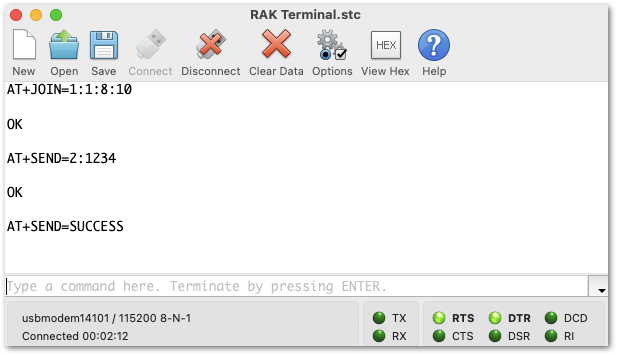 RAK Terminal.stc
New Open Save Connect Disconnect Clear Data Options HEX View Hex Help
AT+JOIN=1:1:8:10
OK
AT+SEND=2:1234
OK
AT+SEND=SUCCESS
Type a command here. Terminate by pressing ENTER.
usbmodem14101 / 115200 8-N-1
TX RTS DTR DCD
Connected 00:02:12
RX CTS DSR RI